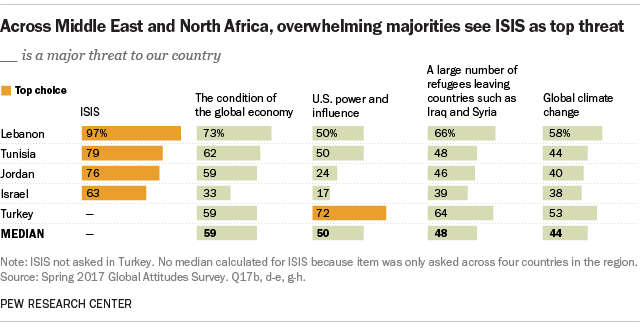 Across Middle East and North Africa, overwhelming majorities see ISIS as top threat
__ is a major threat to our country
Top choice
ISIS
The condition of
the global economy
U.S. power and
influence
A large number of
refugees leaving
countries such as
Iraq and Syria
Global climate
change
Lebanon 97% 73% 50% 66% 58%
Tunisia 79 62 50 48 44
Jordan 76 59 24 46 40
Israel 63 33 17 39 38
Turkey — 59 72 64 53
MEDIAN — 59 50 48 44
Note: ISIS not asked in Turkey. No median calculated for ISIS because item was only asked across four countries in the region.
Source: Spring 2017 Global Attitudes Survey. Q17b, d-e, g-h.
PEW RESEARCH CENTER